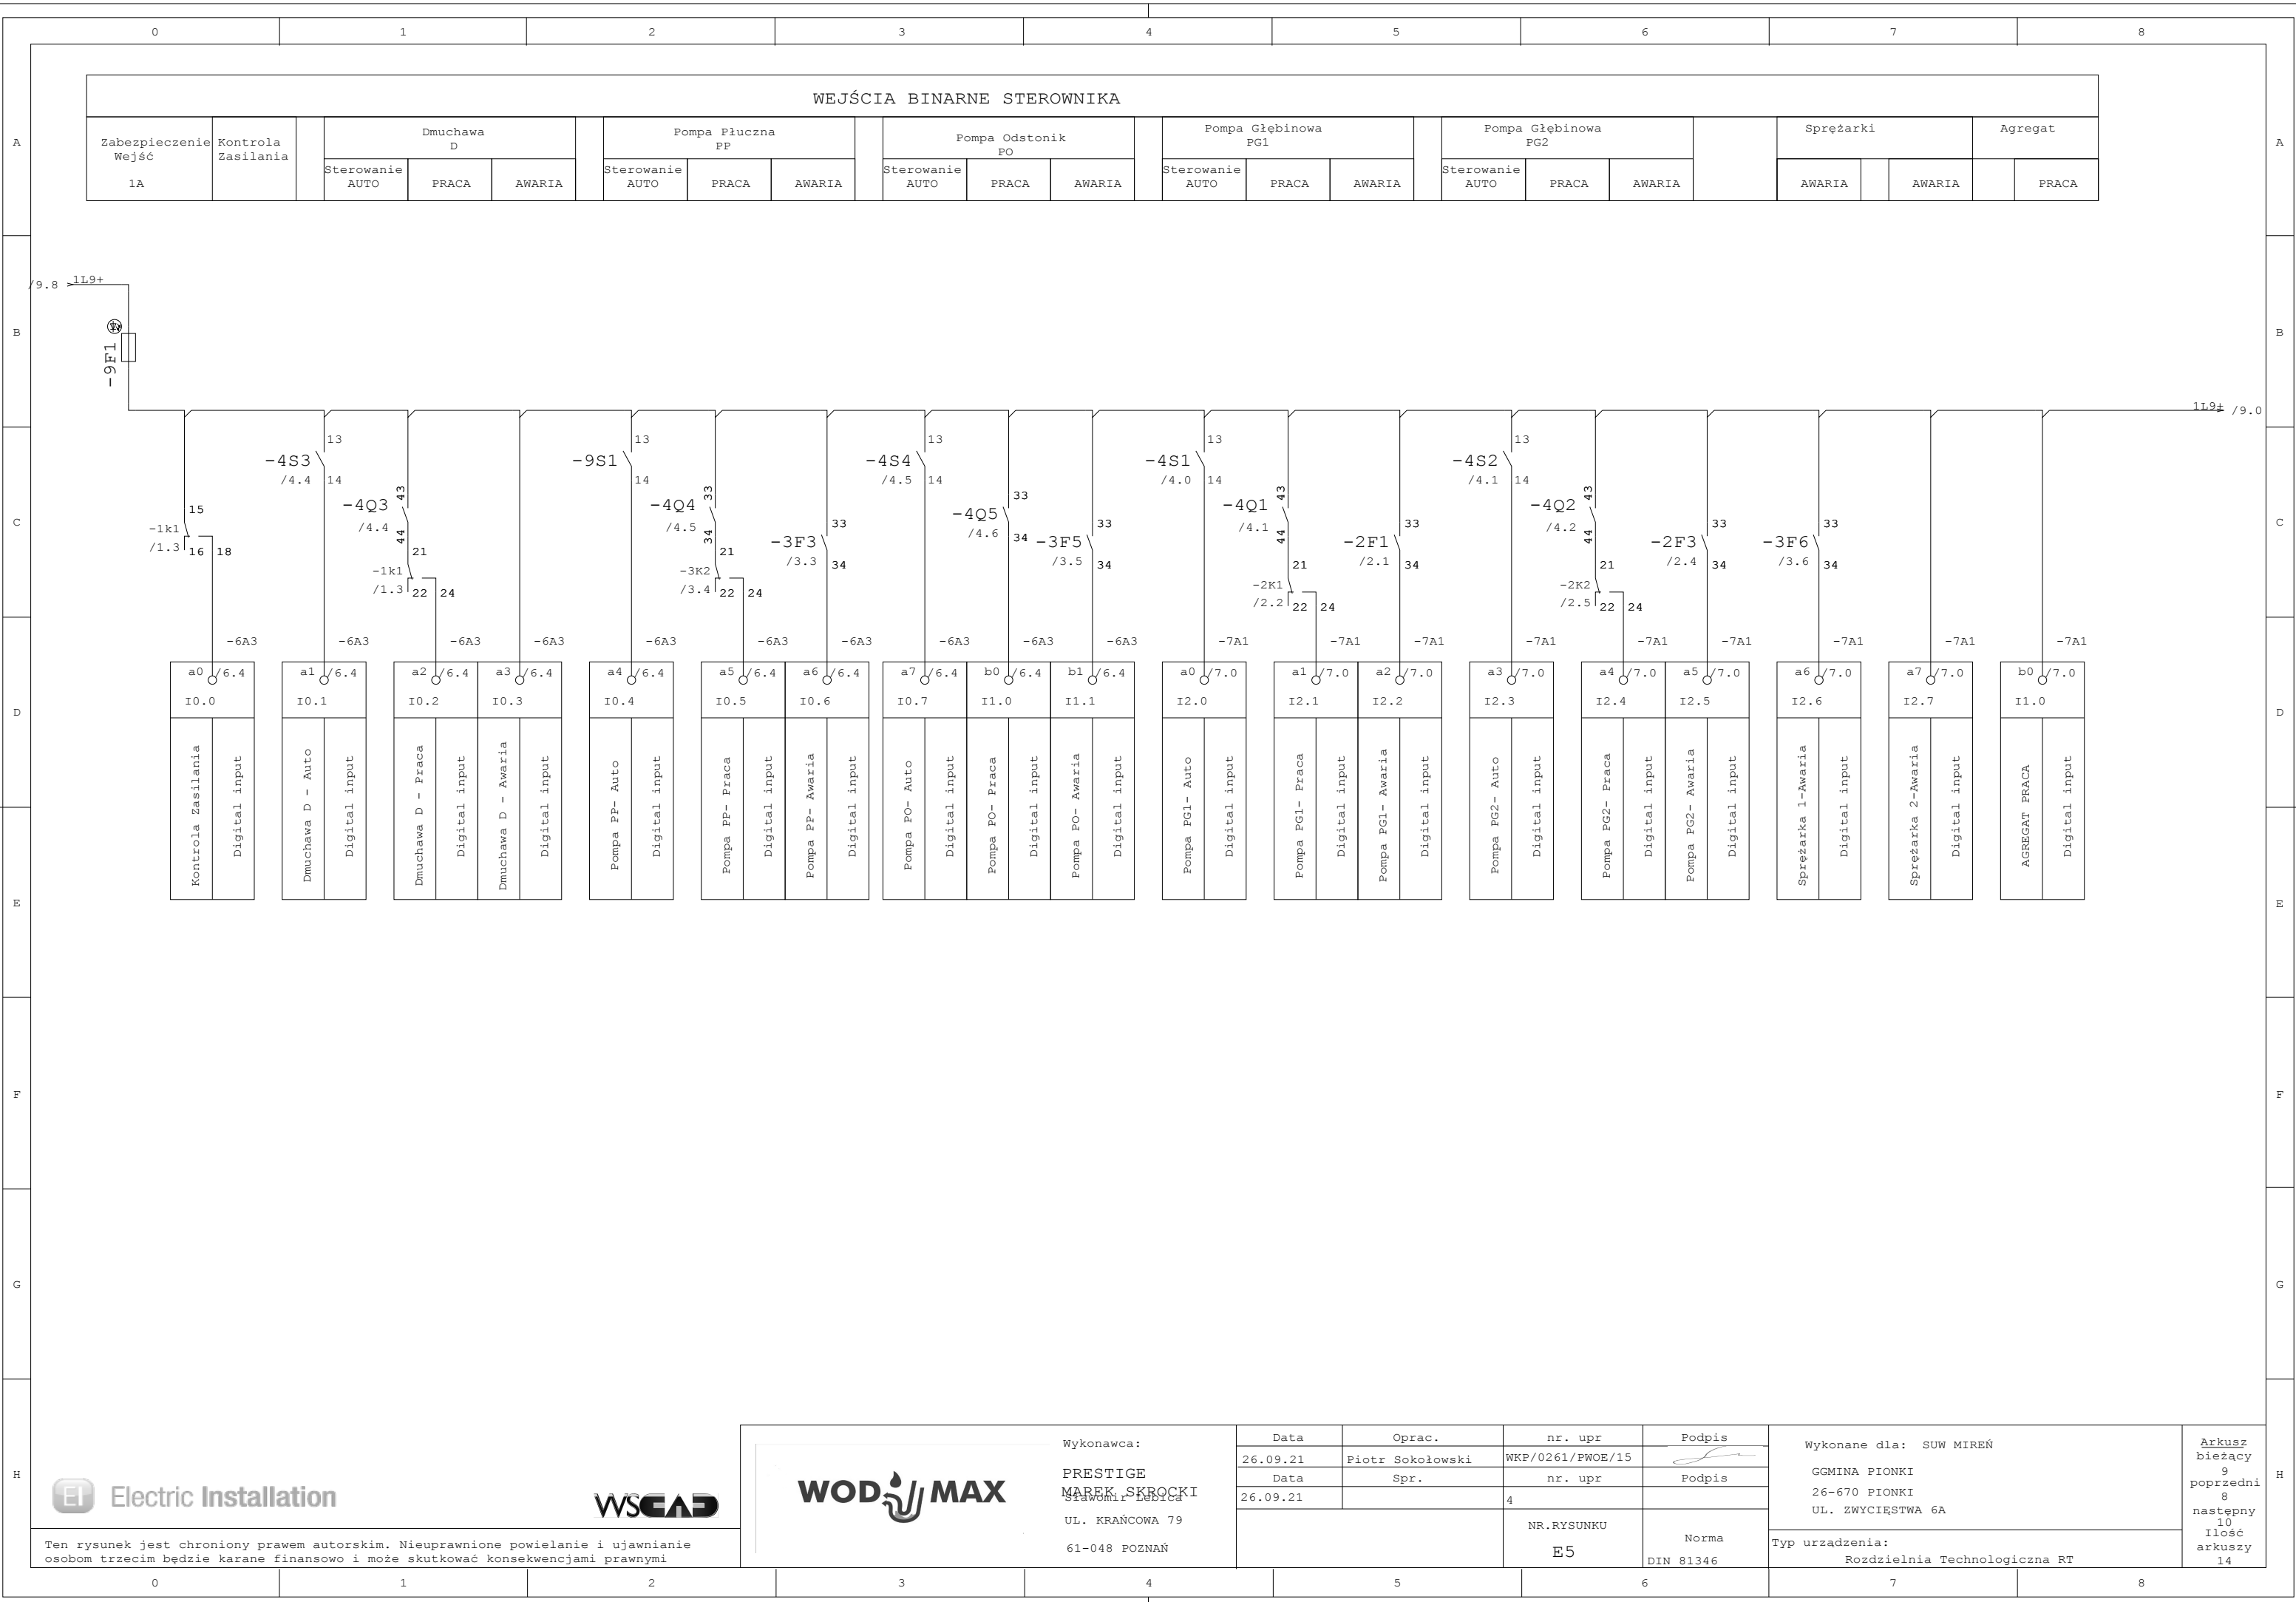 0 1 2 3 4 5 6 7 8
WEJŚCIA BINARNE STEROWNIKA
A A
Zabezpieczenie Wejść 1A
Kontrola Zasilania
Dmuchawa D
Sterowanie AUTO PRACA AWARIA
Pompa Płuczna PP
Sterowanie AUTO PRACA AWARIA
Pompa Odstonik PO
Sterowanie AUTO PRACA AWARIA
Pompa Głębinowa PG1
Sterowanie AUTO PRACA AWARIA
Pompa Głębinowa PG2
Sterowanie AUTO PRACA AWARIA
Sprężarki
AWARIA AWARIA
Agregat
PRACA
/9.8 1L9+
B B
-9F1
1L9+ /9.0
C C
-1k1 /1.3 15 16 18
-4S3 /4.4 13 14
-4Q3 /4.4 43 44
-1k1 /1.3 21 22 24
-9S1 13 14
-4Q4 /4.5 33 34
-3K2 /3.4 21 22 24
-3F3 /3.3 33 34
-4S4 /4.5 13 14
-4Q5 /4.6 33 34
-3F5 /3.5 33 34
-4S1 /4.0 13 14
-4Q1 /4.1 43 44
-2K1 /2.2 21 22 24
-2F1 /2.1 33 34
-4S2 /4.1 13 14
-4Q2 /4.2 43 44
-2K2 /2.5 21 22 24
-2F3 /2.4 33 34
-3F6 /3.6 33 34
-6A3 -6A3 -6A3 -6A3 -6A3 -6A3 -6A3 -6A3 -6A3 -6A3 -7A1 -7A1 -7A1 -7A1 -7A1 -7A1 -7A1 -7A1 -7A1
a0 /6.4 a1 /6.4 a2 /6.4 a3 /6.4 a4 /6.4 a5 /6.4 a6 /6.4 a7 /6.4 b0 /6.4 b1 /6.4 a0 /7.0 a1 /7.0 a2 /7.0 a3 /7.0 a4 /7.0 a5 /7.0 a6 /7.0 a7 /7.0 b0 /7.0
D I0.0 I0.1 I0.2 I0.3 I0.4 I0.5 I0.6 I0.7 I1.0 I1.1 I2.0 I2.1 I2.2 I2.3 I2.4 I2.5 I2.6 I2.7 I1.0 D
Kontrola Zasilania
Digital input
Dmuchawa D - Auto
Digital input
Dmuchawa D - Praca
Digital input
Dmuchawa D - Awaria
Digital input
Pompa PP- Auto
Digital input
Pompa PP- Praca
Digital input
Pompa PP- Awaria
Digital input
Pompa PO- Auto
Digital input
Pompa PO- Praca
Digital input
Pompa PO- Awaria
Digital input
Pompa PG1- Auto
Digital input
Pompa PG1- Praca
Digital input
Pompa PG1- Awaria
Digital input
Pompa PG2- Auto
Digital input
Pompa PG2- Praca
Digital input
Pompa PG2- Awaria
Digital input
Sprężarka 1-Awaria
Digital input
Sprężarka 2-Awaria
Digital input
AGREGAT PRACA
Digital input
E E
F F
G G
H H
EI Electric Installation
WSCAD
Ten rysunek jest chroniony prawem autorskim. Nieuprawnione powielanie i ujawnianie
osobom trzecim będzie karane finansowo i może skutkować konsekwencjami prawnymi
WOD MAX
Wykonawca:
PRESTIGE
MAREK SKROCKI
Sławomir Lebica
UL. KRAŃCOWA 79
61-048 POZNAŃ
Data Oprac. nr. upr Podpis
26.09.21 Piotr Sokołowski WKP/0261/PWOE/15
Data Spr. nr. upr Podpis
26.09.21 4
NR.RYSUNKU
E5
Norma
DIN 81346
Wykonane dla: SUW MIREŃ
GGMINA PIONKI
26-670 PIONKI
UL. ZWYCIĘSTWA 6A
Typ urządzenia:
Rozdzielnia Technologiczna RT
Arkusz
bieżący
9
poprzedni
8
następny
10
Ilość
arkuszy
14
0 1 2 3 4 5 6 7 8